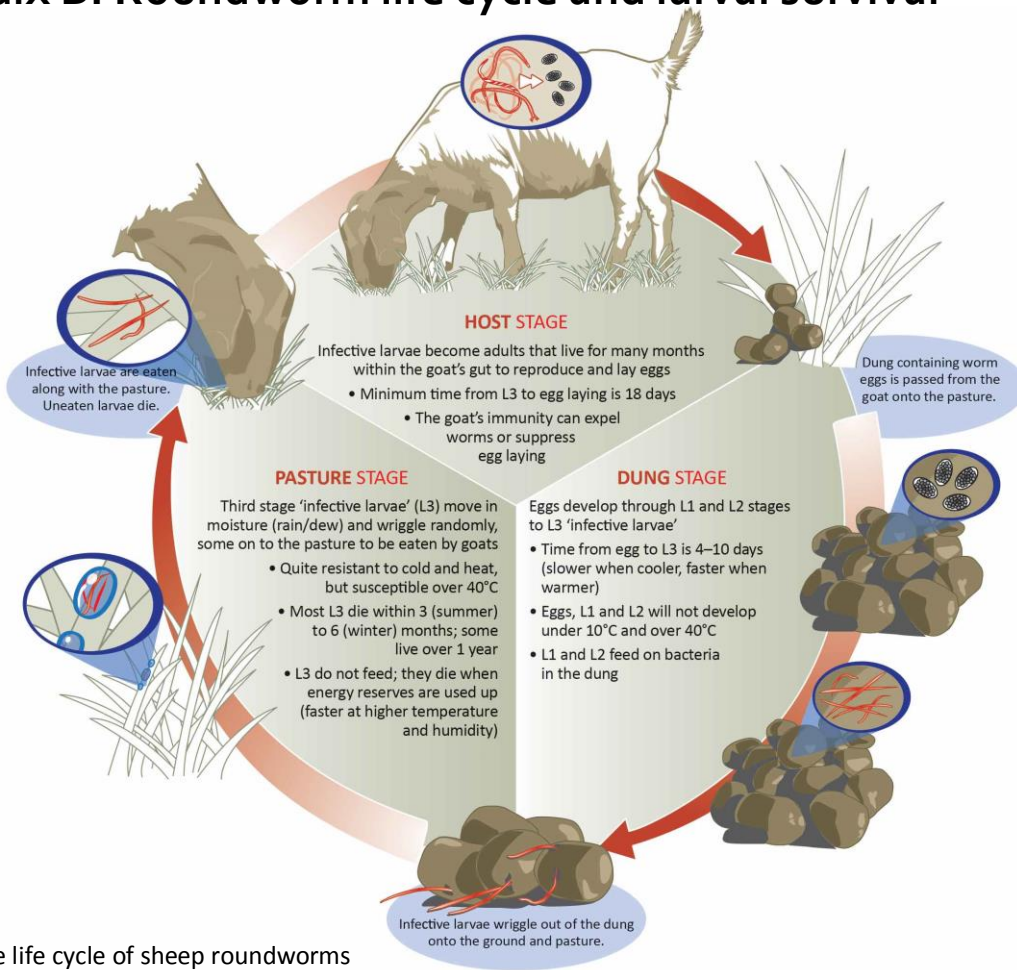 Roundworm life cycle and larval survival
HOST STAGE
Infective larvae become adults that live for many months
within the goat’s gut to reproduce and lay eggs
• Minimum time from L3 to egg laying is 18 days
• The goat’s immunity can expel
worms or suppress
egg laying
Dung containing worm
eggs is passed from the
goat onto the pasture.
DUNG STAGE
Eggs develop through L1 and L2 stages
to L3 ‘infective larvae’
• Time from egg to L3 is 4–10 days
(slower when cooler, faster when
warmer)
• Eggs, L1 and L2 will not develop
under 10°C and over 40°C
• L1 and L2 feed on bacteria
in the dung
Infective larvae wriggle out of the dung
onto the ground and pasture.
PASTURE STAGE
Third stage ‘infective larvae’ (L3) move in
moisture (rain/dew) and wriggle randomly,
some on to the pasture to be eaten by goats
• Quite resistant to cold and heat,
but susceptible over 40°C
• Most L3 die within 3 (summer)
to 6 (winter) months; some
live over 1 year
• L3 do not feed; they die when
energy reserves are used up
(faster at higher temperature
and humidity)
Infective larvae are eaten
along with the pasture.
Uneaten larvae die.
life cycle of sheep roundworms